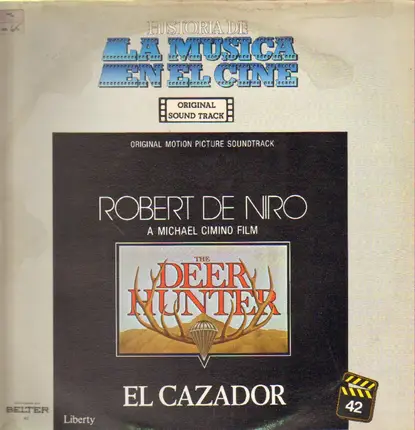 HISTORIA DE
LA MUSICA
EN EL CINE
ORIGINAL
SOUND TRACK
ORIGINAL MOTION PICTURE SOUNDTRACK
ROBERT DE NIRO
A MICHAEL CIMINO FILM
THE
DEER
HUNTER
EL CAZADOR
42
BELTER
Liberty